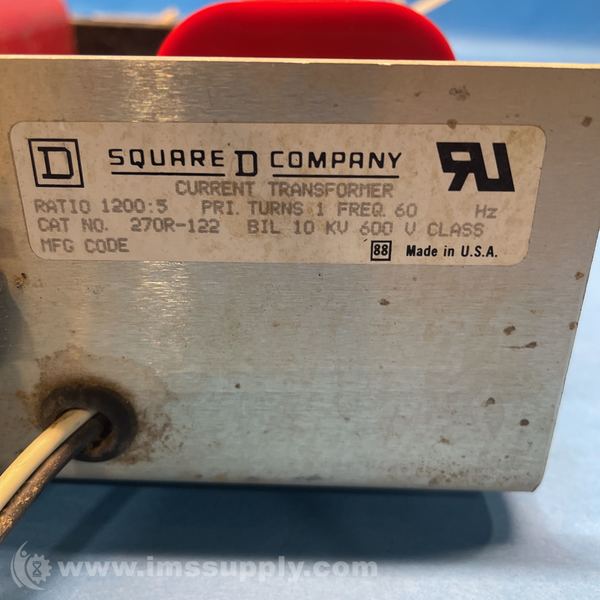 D SQUARE D COMPANY
CURRENT TRANSFORMER
RATIO 1200:5 PRI. TURNS 1 FREQ. 60 Hz
CAT NO. 270R-122 BIL 10 KV 600 V CLASS
MFG CODE 88 Made in U.S.A.
www.imssupply.com